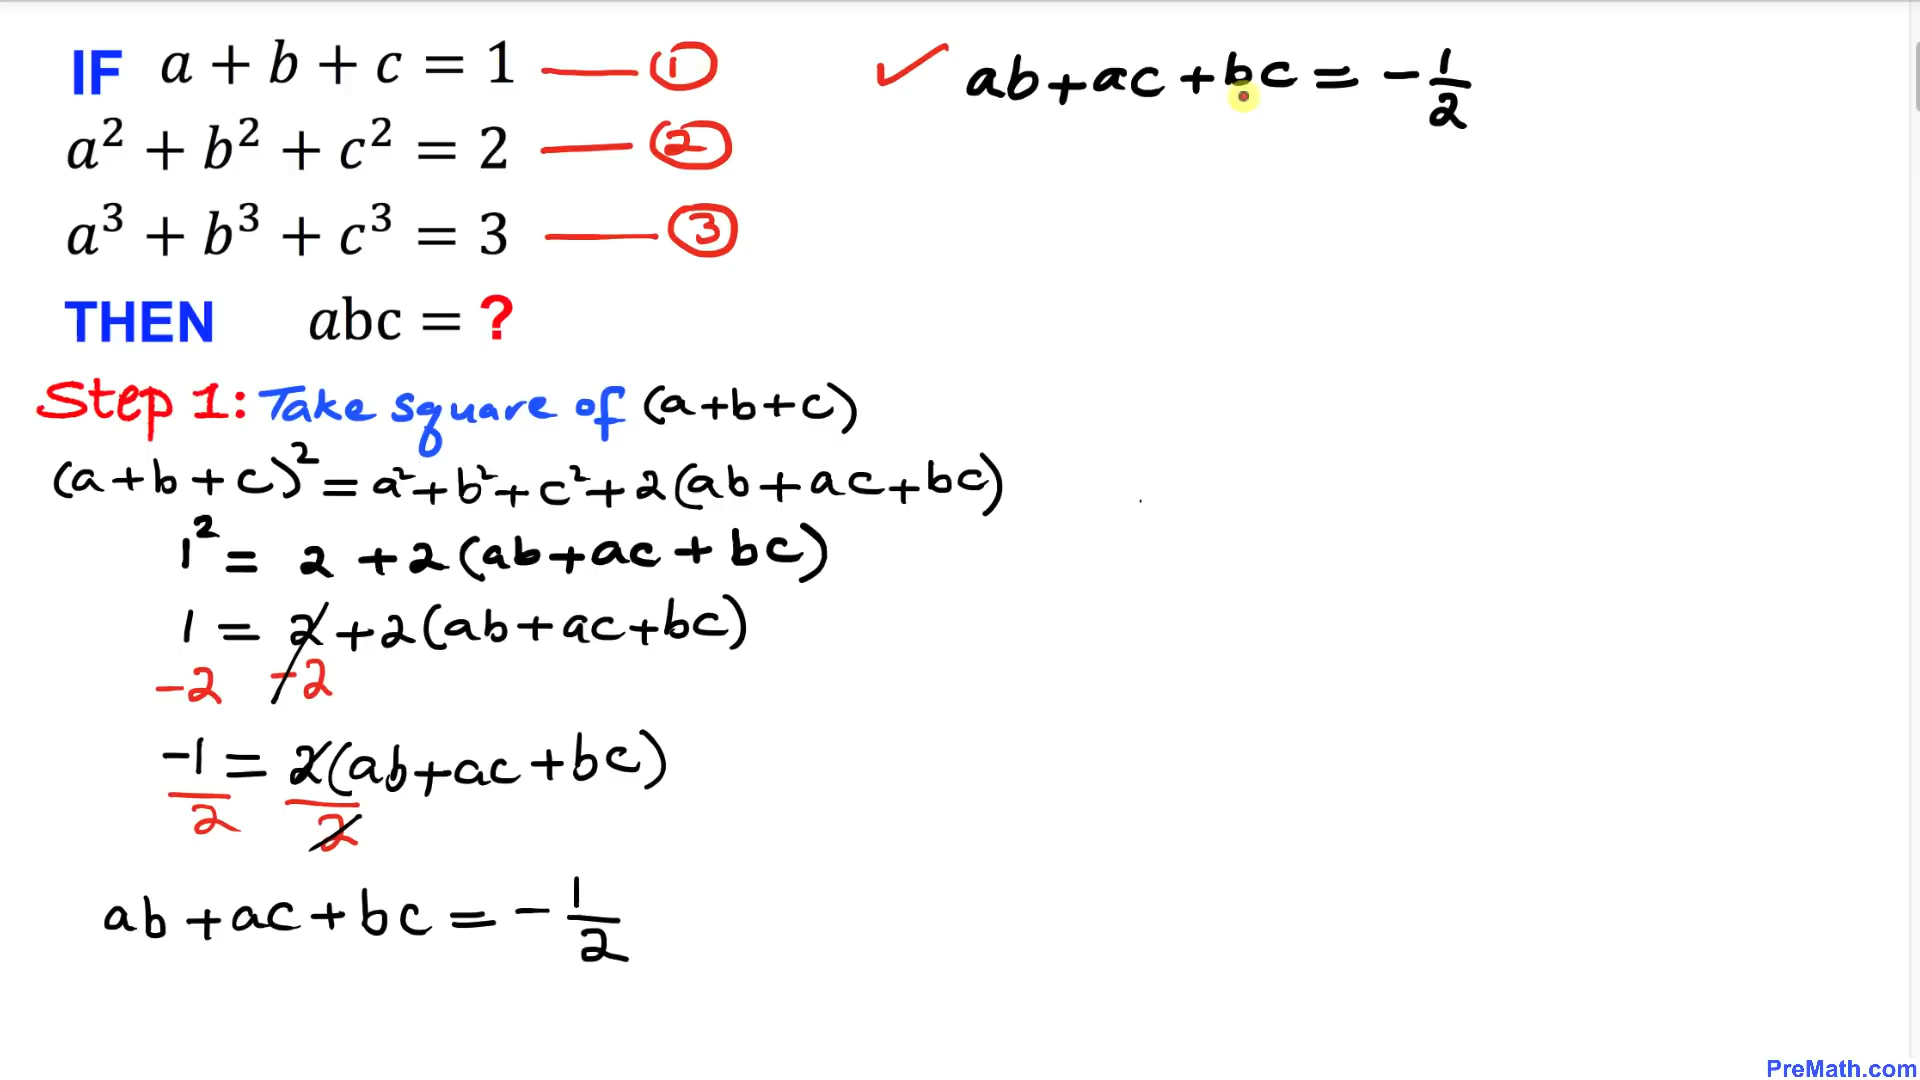 IF a + b + c = 1 —— ①
a² + b² + c² = 2 —— ②
a³ + b³ + c³ = 3 —— ③
THEN abc = ?
✓ ab+ac+bc = -1/2
Step 1: Take square of (a+b+c)
(a+b+c)² = a²+b²+c²+2(ab+ac+bc)
1² = 2 +2(ab+ac+bc)
1 = 2+2(ab+ac+bc)
-2 -2
-1 = 2(ab+ac+bc)
2 2
ab+ac+bc = -1/2
PreMath.com